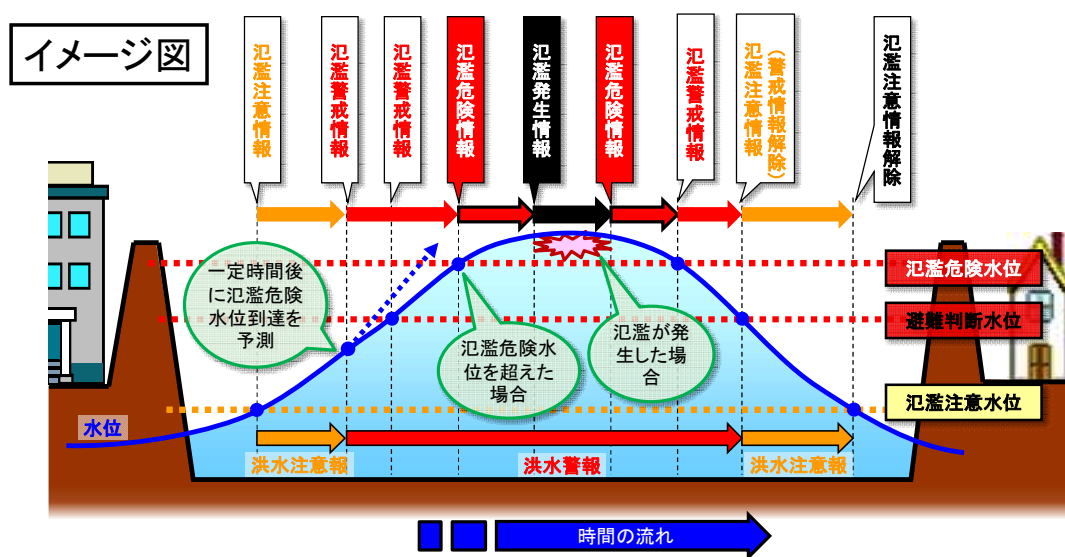 イメージ図
氾濫注意情報
氾濫警戒情報
氾濫警戒情報
氾濫危険情報
氾濫発生情報
氾濫危険情報
氾濫警戒情報
氾濫注意情報
（警戒情報解除）
氾濫注意情報解除
一定時間後
に氾濫危険
水位到達を
予測
氾濫危険水
位を超えた
場合
氾濫が発
生した場
合
氾濫危険水位
避難判断水位
氾濫注意水位
水位
洪水注意報
洪水警報
洪水注意報
時間の流れ